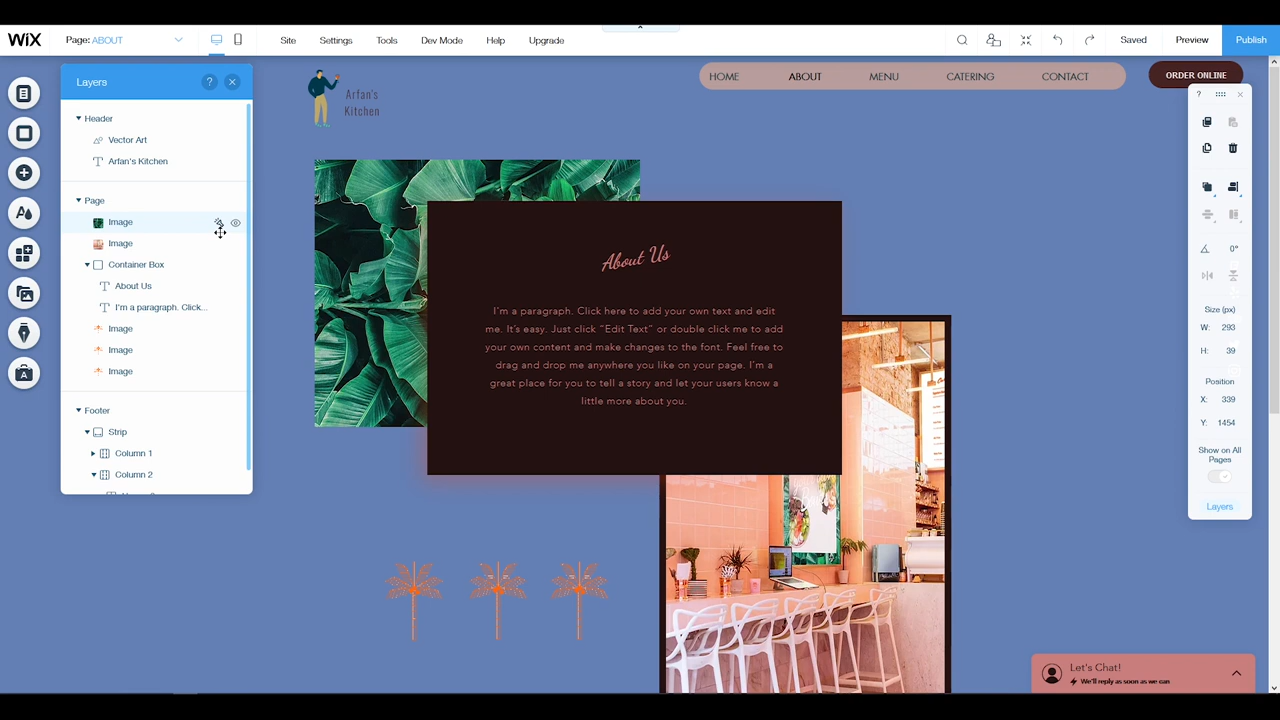 WiX
Page: ABOUT
Site
Settings
Tools
Dev Mode
Help
Upgrade
Saved
Preview
Publish
Layers
?
Header
Vector Art
Arfan's Kitchen
Page
Image
Image
Container Box
About Us
I'm a paragraph. Click...
Image
Image
Image
Footer
Strip
Column 1
Column 2
Arfan's
Kitchen
HOME
ABOUT
MENU
CATERING
CONTACT
ORDER ONLINE
About Us
I'm a paragraph. Click here to add your own text and edit
me. It's easy. Just click "Edit Text" or double click me to add
your own content and make changes to the font. Feel free to
drag and drop me anywhere you like on your page. I'm a
great place for you to tell a story and let your users know a
little more about you.
?
0°
Size (px)
W: 293
H: 39
Position
X: 339
Y: 1454
Show on All
Pages
Layers
Let's Chat!
We'll reply as soon as we can